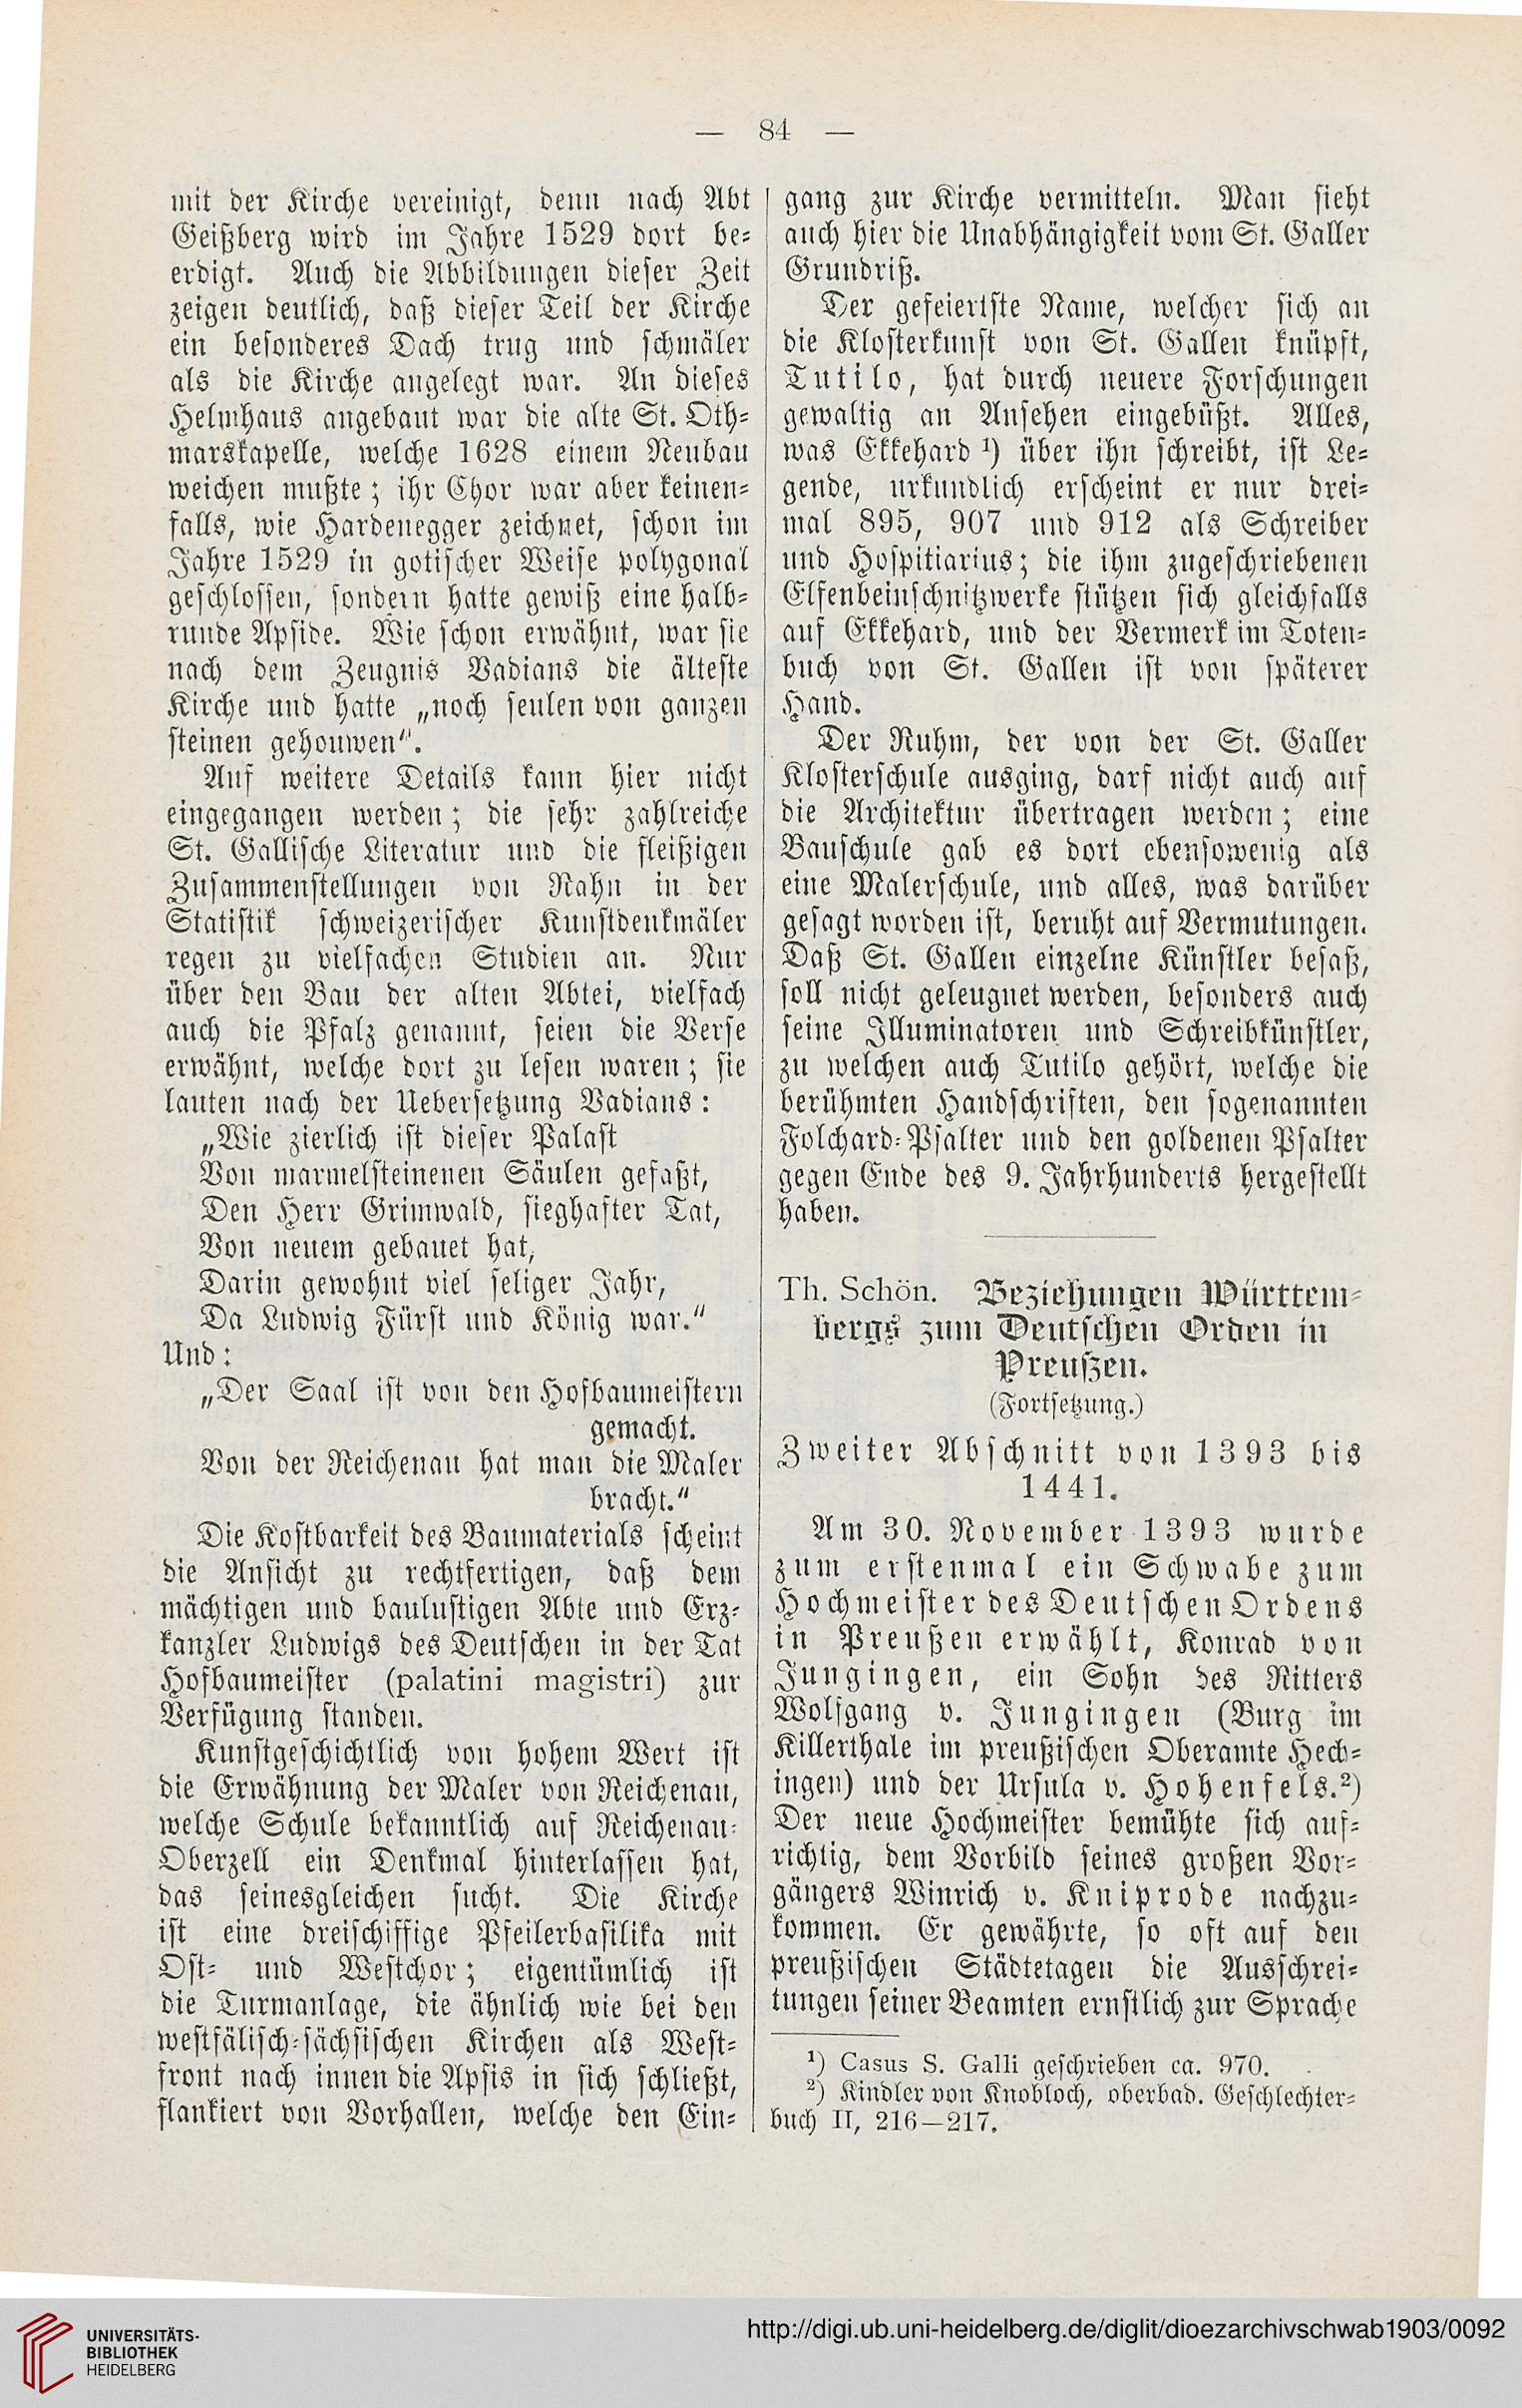 — 84 —
mit der Kirche vereinigt, denn nach Abt
Geißberg wird im Jahre 1529 dort be-
erdigt. Auch die Abbildungen dieser Zeit
zeigen deutlich, daß dieser Teil der Kirche
ein besonderes Dach trug und schmäler
als die Kirche angelegt war. An dieses
Helmhaus angebaut war die alte St. Oth-
marskapelle, welche 1628 einem Neubau
weichen mußte; ihr Chor war aber keinen-
falls, wie Hardenegger zeichnet, schon im
Jahre 1529 in gotischer Weise polygonal
geschlossen, sondern hatte gewiß eine halb-
runde Apside. Wie schon erwähnt, war sie
nach dem Zeugnis Vadians die älteste
Kirche und hatte „noch seulen von ganzen
steinen gehouwen“.
Auf weitere Details kann hier nicht
eingegangen werden; die sehr zahlreiche
St. Gallische Literatur und die fleißigen
Zusammenstellungen von Rahn in der
Statistik schweizerischer Kunstdenkmäler
regen zu vielfachen Studien an. Nur
über den Bau der alten Abtei, vielfach
auch die Pfalz genannt, seien die Verse
erwähnt, welche dort zu lesen waren; sie
lauten nach der Uebersetzung Vadians:
„Wie zierlich ist dieser Palast
Von marmelsteinenen Säulen gefaßt,
Den Herr Grimwald, sieghafter Tat,
Von neuem gebauet hat,
Darin gewohnt viel seliger Jahr,
Da Ludwig Fürst und König war.“
Und:
„Der Saal ist von den Hofbaumeistern
gemacht.
Von der Reichenau hat man die Maler
bracht.“
Die Kostbarkeit des Baumaterials scheint
die Ansicht zu rechtfertigen, daß dem
mächtigen und baulustigen Abte und Erz-
kanzler Ludwigs des Deutschen in der Tat
Hofbaumeister (palatini magistri) zur
Verfügung standen.
Kunstgeschichtlich von hohem Wert ist
die Erwähnung der Maler von Reichenau,
welche Schule bekanntlich auf Reichenau-
Oberzell ein Denkmal hinterlassen hat,
das seinesgleichen sucht. Die Kirche
ist eine dreischiffige Pfeilerbasilika mit
Ost- und Westchor; eigentümlich ist
die Turmanlage, die ähnlich wie bei den
westfälisch-sächsischen Kirchen als West-
front nach innen die Apsis in sich schließt,
flankiert von Vorhallen, welche den Ein-
gang zur Kirche vermitteln. Man sieht
auch hier die Unabhängigkeit vom St. Galler
Grundriß.
Der gefeiertste Name, welcher sich an
die Klosterkunst von St. Gallen knüpft,
Tutilo, hat durch neuere Forschungen
gewaltig an Ansehen eingebüßt. Alles,
was Ekkehard ¹) über ihn schreibt, ist Le-
gende, urkundlich erscheint er nur drei-
mal 895, 907 und 912 als Schreiber
und Hospitiarius; die ihm zugeschriebenen
Elfenbeinschnitzwerke stützen sich gleichfalls
auf Ekkehard, und der Vermerk im Toten-
buch von St. Gallen ist von späterer
Hand.
Der Ruhm, der von der St. Galler
Klosterschule ausging, darf nicht auch auf
die Architektur übertragen werden; eine
Bauschule gab es dort ebensowenig als
eine Malerschule, und alles, was darüber
gesagt worden ist, beruht auf Vermutungen.
Daß St. Gallen einzelne Künstler besaß,
soll nicht geleugnet werden, besonders auch
seine Illuminatoren und Schreibkünstler,
zu welchen auch Tutilo gehört, welche die
berühmten Handschriften, den sogenannten
Folchard-Psalter und den goldenen Psalter
gegen Ende des 9. Jahrhunderts hergestellt
haben.
Th. Schön. Beziehungen Württem-
bergs zum Deutschen Orden in
Preußen.
(Fortsetzung.)
Zweiter Abschnitt von 1393 bis
1441.
Am 30. November 1393 wurde
zum erstenmal ein Schwabe zum
Hochmeister des Deutschen Ordens
in Preußen erwählt, Konrad von
Jungingen, ein Sohn des Ritters
Wolfgang v. Jungingen (Burg im
Killerthale im preußischen Oberamte Hech-
ingen) und der Ursula v. Hohenfels.²)
Der neue Hochmeister bemühte sich auf-
richtig, dem Vorbild seines großen Vor-
gängers Winrich v. Kniprode nachzu-
kommen. Er gewährte, so oft auf den
preußischen Städtetagen die Ausschrei-
tungen seiner Beamten ernstlich zur Sprache
¹) Casus S. Galli geschrieben ca. 970.
²) Kindler von Knobloch, oberbad. Geschlechter-
buch II, 216—217.
UNIVERSITÄTS-
BIBLIOTHEK
HEIDELBERG
http://digi.ub.uni-heidelberg.de/diglit/dioezarchivschwab1903/0092